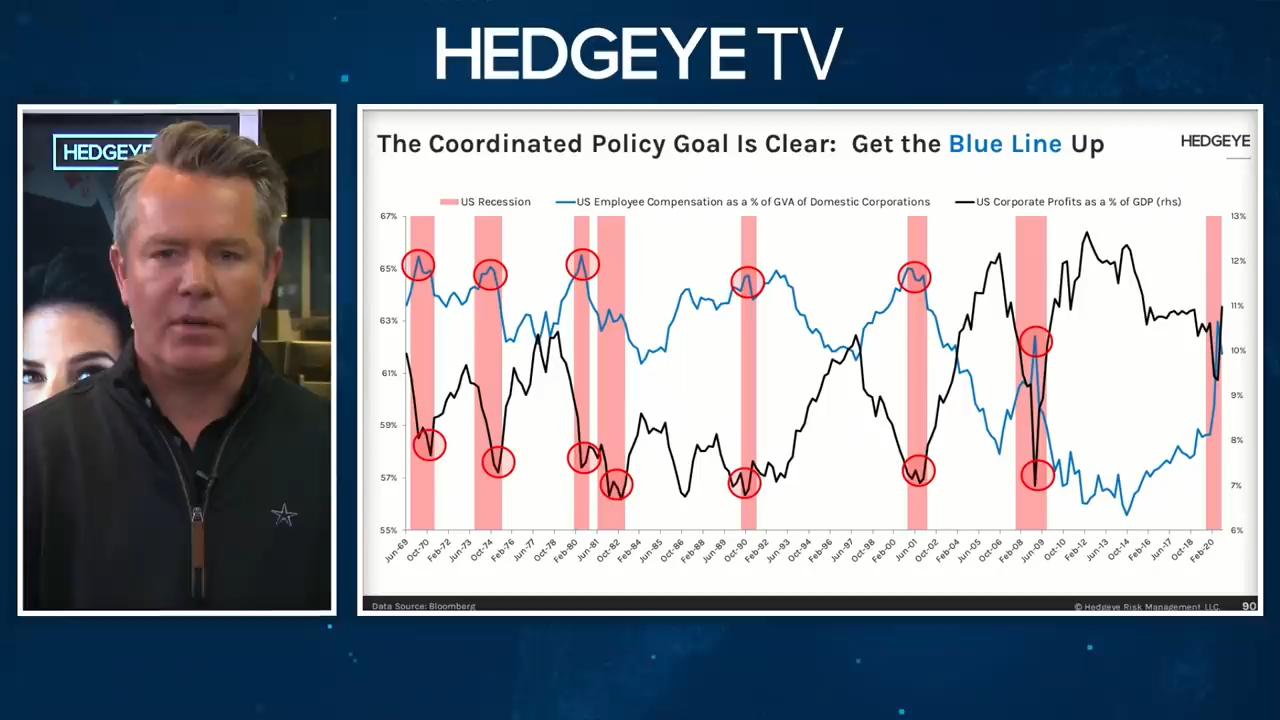 HEDGEYE TV
HEDGEYE
The Coordinated Policy Goal Is Clear: Get the Blue Line Up
HEDGEYE
US Recession
US Employee Compensation as a % of GVA of Domestic Corporations
US Corporate Profits as a % of GDP (rhs)
67%
65%
63%
61%
59%
57%
55%
13%
12%
11%
10%
9%
8%
7%
6%
Jun-69
Oct-70
Feb-72
Jun-73
Oct-74
Feb-76
Jun-77
Oct-78
Feb-80
Jun-81
Oct-82
Feb-84
Jun-85
Oct-86
Feb-88
Jun-89
Oct-90
Feb-92
Jun-93
Oct-94
Feb-96
Jun-97
Oct-98
Feb-00
Jun-01
Oct-02
Feb-04
Jun-05
Oct-06
Feb-08
Jun-09
Oct-10
Feb-12
Jun-13
Oct-14
Feb-16
Jun-17
Oct-18
Feb-20
Data Source: Bloomberg
© Hedgeye Risk Management, LLC.
90